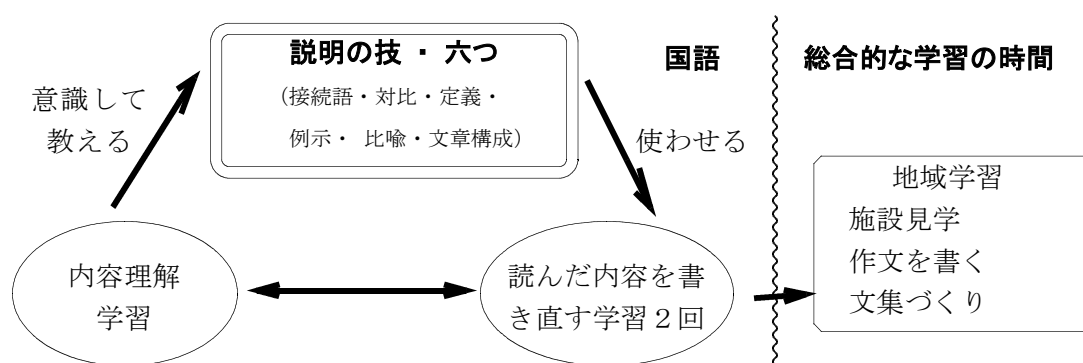 説明の技 ・ 六つ
(接続語・対比・定義・
例示・ 比喩・文章構成)
国語
総合的な学習の時間
意識して
教える
使わせる
内容理解
学習
読んだ内容を書
き直す学習２回
地域学習
施設見学
作文を書く
文集づくり